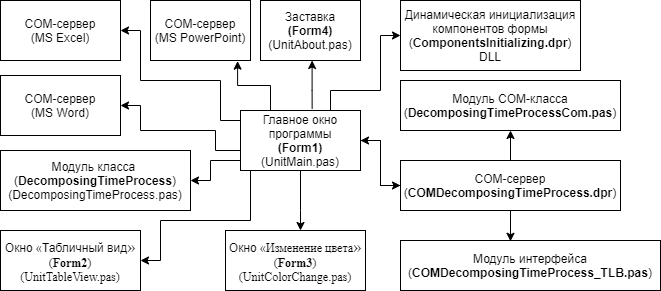 COM-сервер
(MS Excel)
COM-сервер
(MS PowerPoint)
Заставка
(Form4)
(UnitAbout.pas)
Динамическая инициализация
компонентов формы
(ComponentsInitializing.dpr)
DLL
COM-сервер
(MS Word)
Главное окно
программы
(Form1)
(UnitMain.pas)
Модуль COM-класса
(DecomposingTimeProcessCom.pas)
Модуль класса
(DecomposingTimeProcess)
(DecomposingTimeProcess.pas)
COM-сервер
(COMDecomposingTimeProcess.dpr)
Окно «Табличный вид»
(Form2)
(UnitTableView.pas)
Окно «Изменение цвета»
(Form3)
(UnitColorChange.pas)
Модуль интерфейса
(COMDecomposingTimeProcess_TLB.pas)